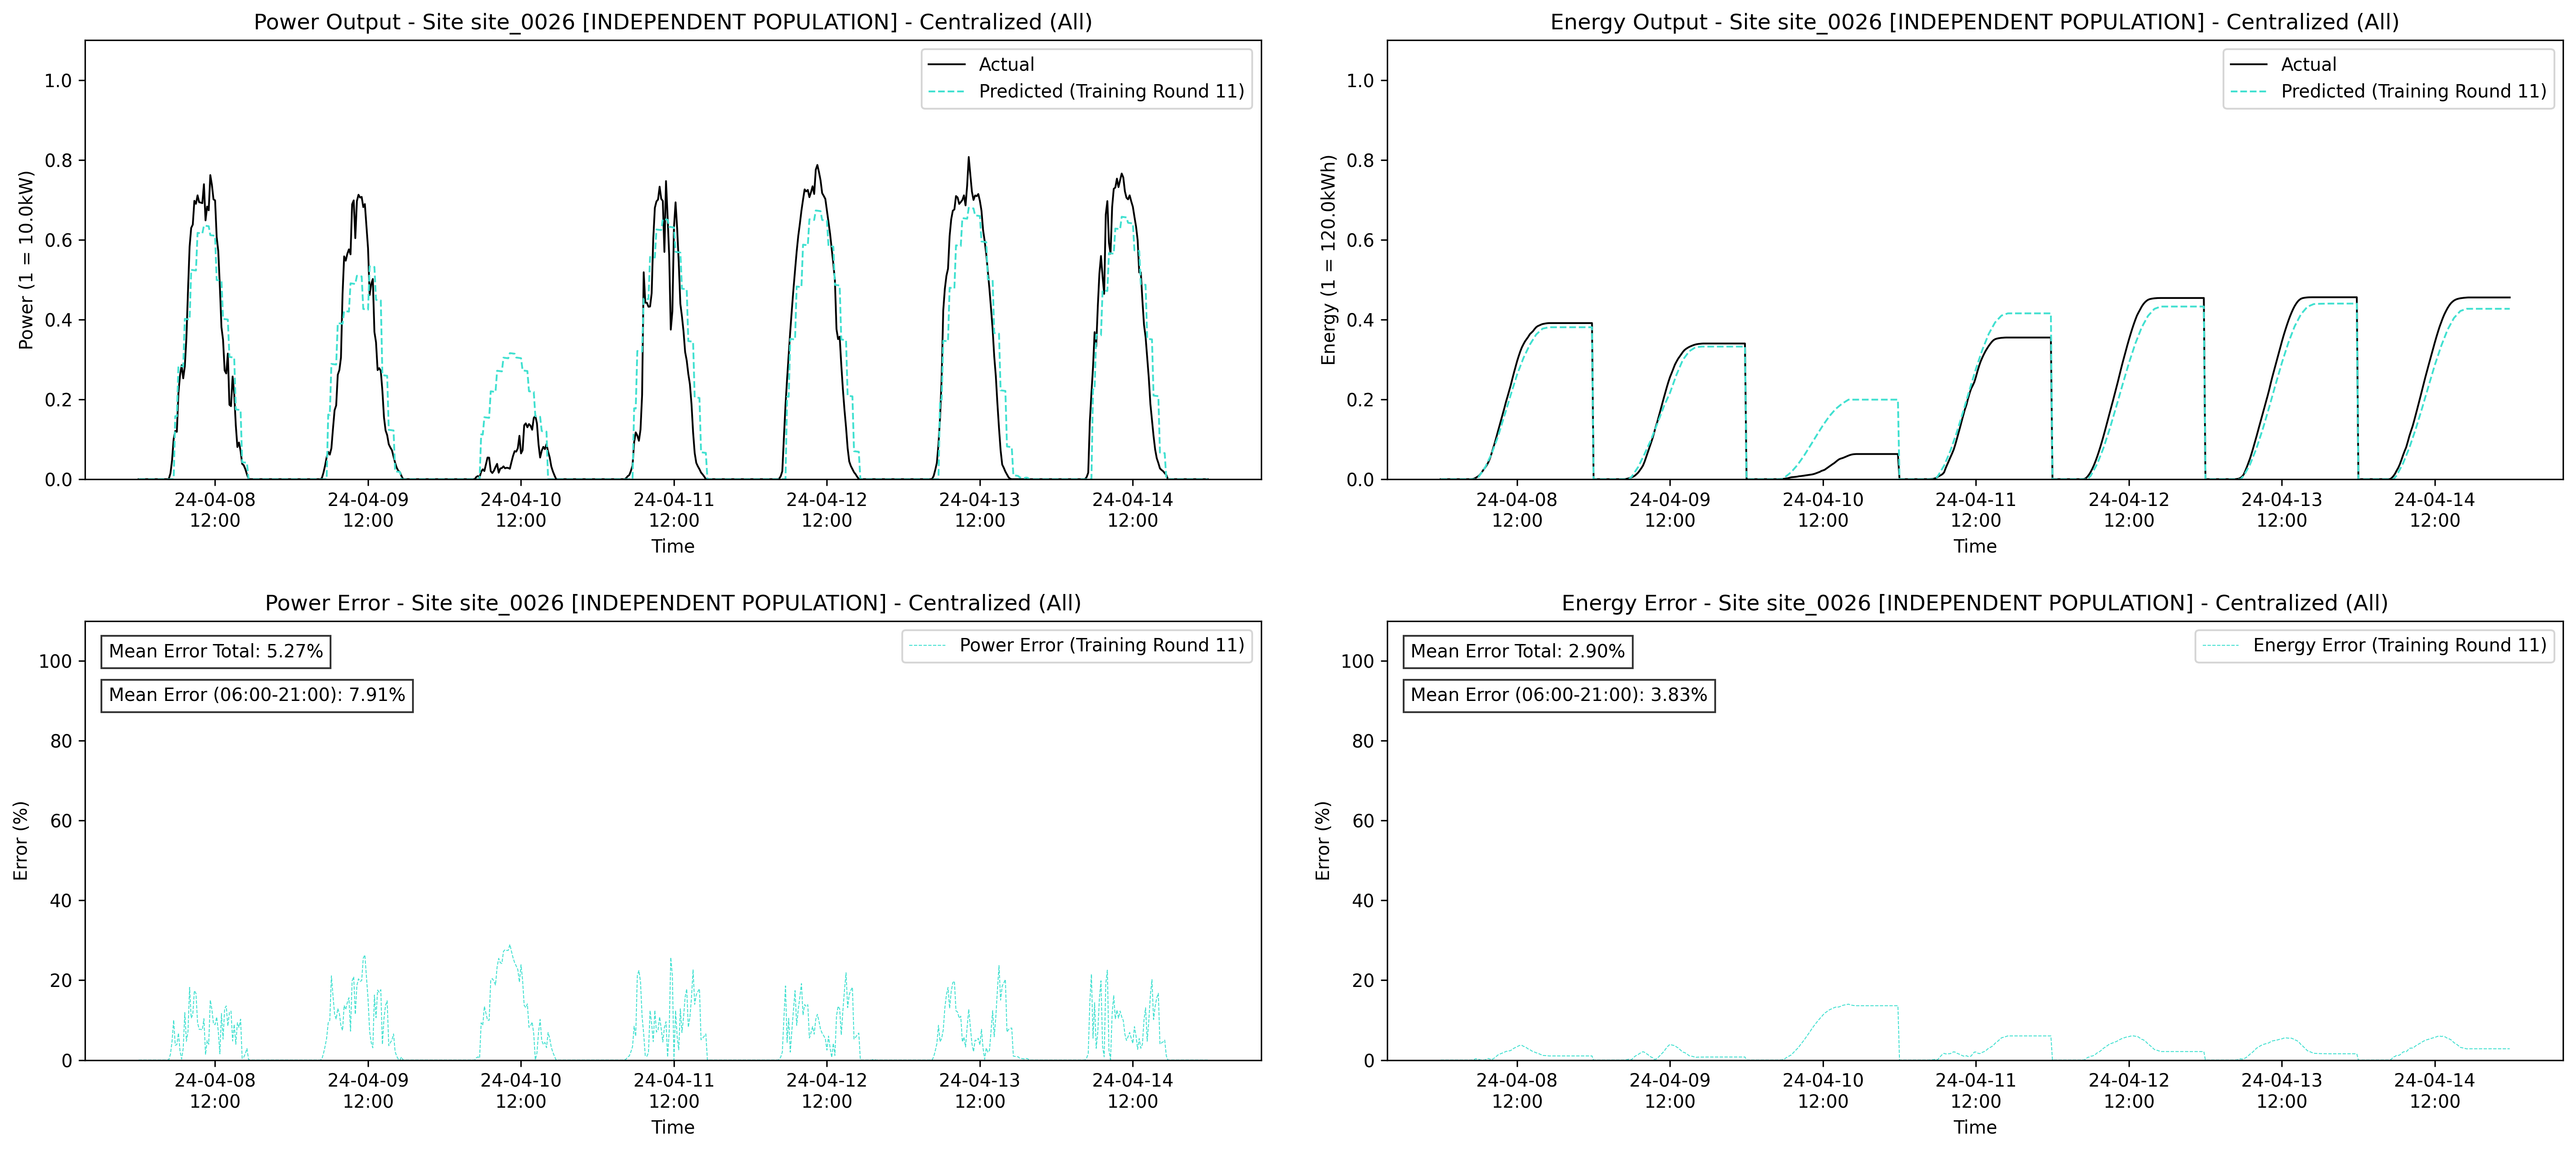 Power Output - Site site_0026 [INDEPENDENT POPULATION] - Centralized (All)
Power (1 = 10.0kW)
1.0
0.8
0.6
0.4
0.2
0.0
Actual
Predicted (Training Round 11)
24-04-08 24-04-09 24-04-10 24-04-11 24-04-12 24-04-13 24-04-14
12:00 12:00 12:00 12:00 12:00 12:00 12:00
Time
Energy Output - Site site_0026 [INDEPENDENT POPULATION] - Centralized (All)
Energy (1 = 120.0kWh)
1.0
0.8
0.6
0.4
0.2
0.0
Actual
Predicted (Training Round 11)
24-04-08 24-04-09 24-04-10 24-04-11 24-04-12 24-04-13 24-04-14
12:00 12:00 12:00 12:00 12:00 12:00 12:00
Time
Power Error - Site site_0026 [INDEPENDENT POPULATION] - Centralized (All)
Error (%)
100
80
60
40
20
0
Mean Error Total: 5.27%
Mean Error (06:00-21:00): 7.91%
Power Error (Training Round 11)
24-04-08 24-04-09 24-04-10 24-04-11 24-04-12 24-04-13 24-04-14
12:00 12:00 12:00 12:00 12:00 12:00 12:00
Time
Energy Error - Site site_0026 [INDEPENDENT POPULATION] - Centralized (All)
Error (%)
100
80
60
40
20
0
Mean Error Total: 2.90%
Mean Error (06:00-21:00): 3.83%
Energy Error (Training Round 11)
24-04-08 24-04-09 24-04-10 24-04-11 24-04-12 24-04-13 24-04-14
12:00 12:00 12:00 12:00 12:00 12:00 12:00
Time